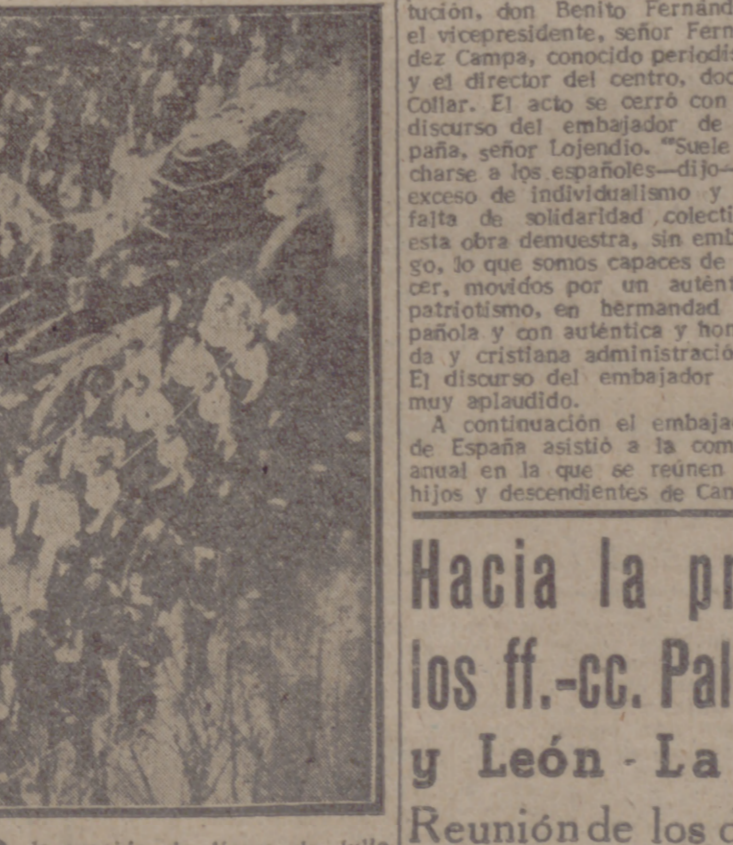 tución, don Benito Fernánd
el vicepresidente, señor Fern
dez Campa, conocido periodis
y el director del centro, doc
Collar. El acto se cerró con
discurso del embajador de
paña, señor Lojendio. "Suele
charse a los españoles—dijo—
exceso de individualismo y
falta de solidaridad colecti
esta obra demuestra, sin emb
go, lo que somos capaces de
cer, movidos por un autént
patriotismo, en hermandad
pañola y con auténtica y hon
da y cristiana administració
El discurso del embajador
muy aplaudido.
A continuación el embaja
de España asistió a la com
anual en la que se reúnen
hijos y descendientes de Can
Hacia la pr
los ff.-cc. Pal
y León - La
Reunión de los